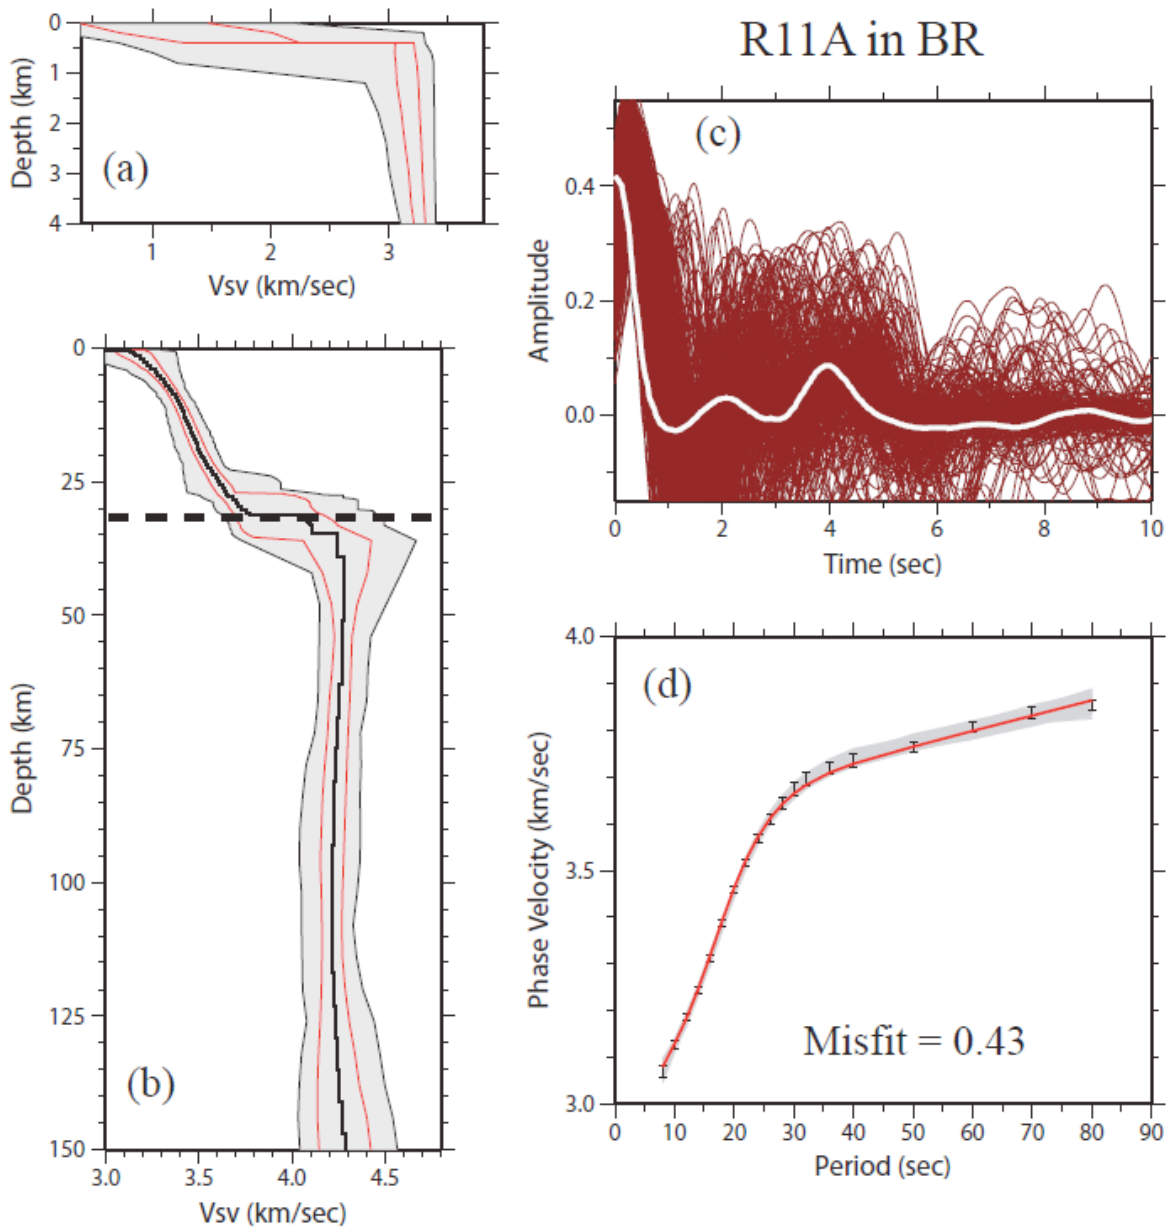 R11A in BR
0
1
2
3
4
Depth (km)
(a)
1 2 3
Vsv (km/sec)
0
25
50
75
100
125
150
Depth (km)
(b)
3.0 3.5 4.0 4.5
Vsv (km/sec)
(c)
0.4
0.2
0.0
Amplitude
0 2 4 6 8 10
Time (sec)
(d)
4.0
3.5
3.0
Phase Velocity (km/sec)
Misfit = 0.43
0 10 20 30 40 50 60 70 80 90
Period (sec)